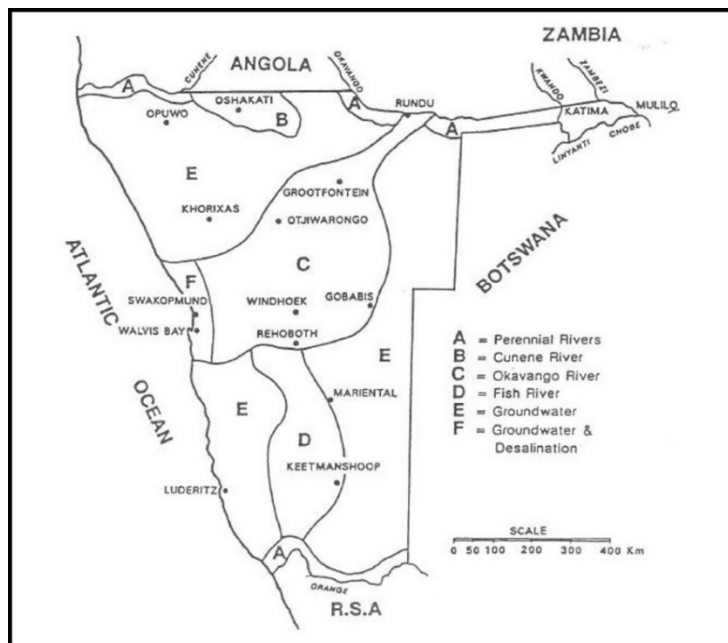 ZAMBIA
ANGOLA
CUNENE
OKAVANGO
KWANDO
ZAMBEZI
A
OSHAKATI
B
OPUWO
A
RUNDU
A
KATIMA
MULILO
LINYANTI
CHOBE
E
GROOTFONTEIN
KHORIXAS
OTJIWARONGO
ATLANTIC
OCEAN
BOTSWANA
C
F
SWAKOPMUND
WALVIS BAY
WINDHOEK
GOBABIS
REHOBOTH
E
A = Perennial Rivers
B = Cunene River
C = Okavango River
D = Fish River
E = Groundwater
F = Groundwater &
Desalination
E
MARIENTAL
D
KEETMANSHOOP
LUDERITZ
SCALE
0 50 100 200 300 400 Km
A
ORANGE
R.S.A